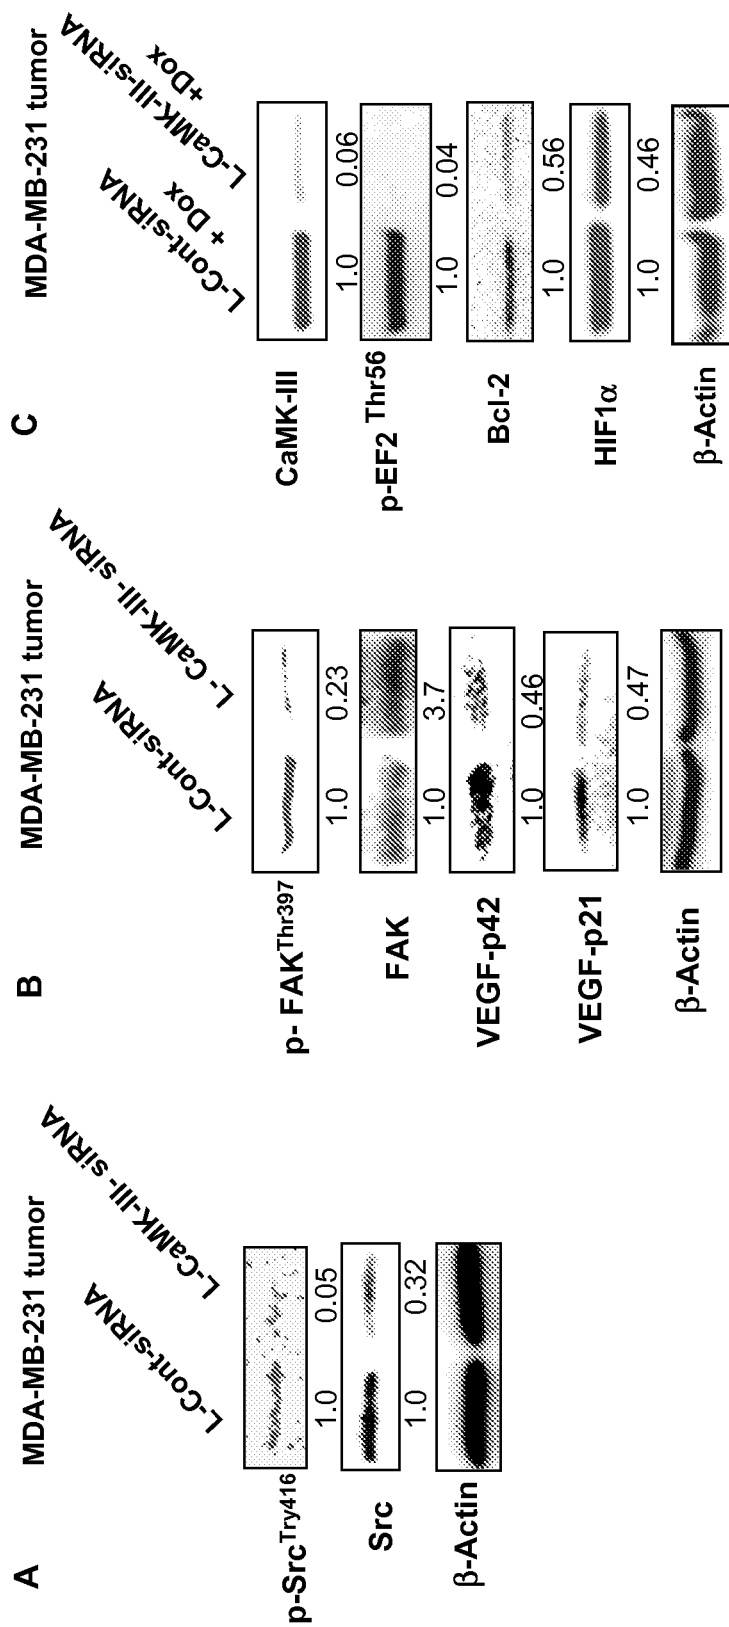 A
MDA-MB-231 tumor
L-Cont-siRNA
L-CaMK-III- siRNA
p-SrcTry416
1.0 0.05
Src
1.0 0.32
β-Actin
B
MDA-MB-231 tumor
L-Cont-siRNA
L- CaMK-III- siRNA
p- FAKThr397
1.0 0.23
FAK
1.0 3.7
VEGF-p42
1.0 0.46
VEGF-p21
1.0 0.47
β-Actin
C
MDA-MB-231 tumor
L-Cont-siRNA
+ Dox
L-CaMK-III-siRNA
+Dox
CaMK-III
1.0 0.06
p-EF2 Thr56
1.0 0.04
Bcl-2
1.0 0.56
HIF1α
1.0 0.46
β-Actin